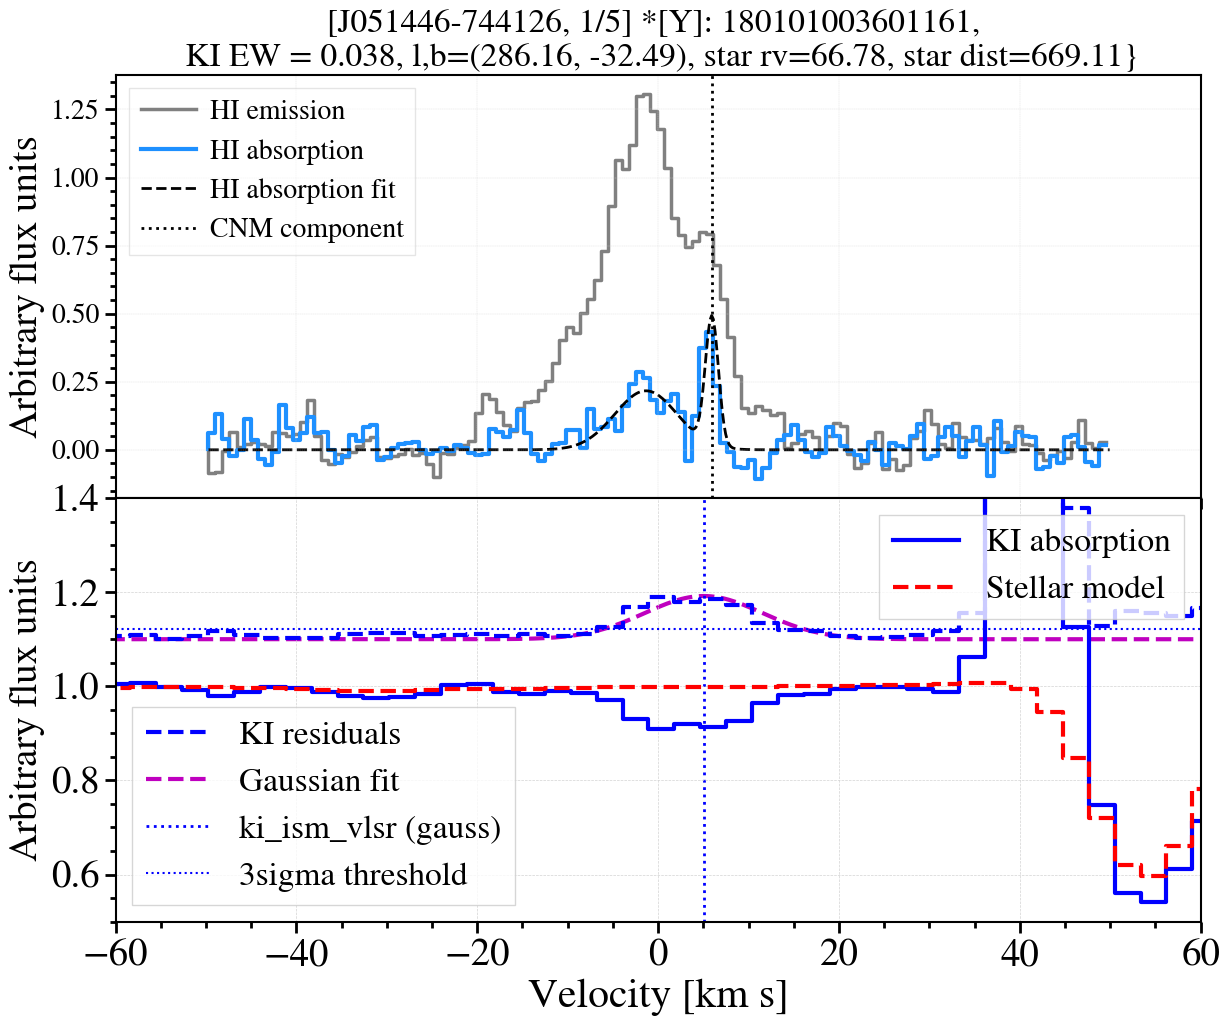 [J051446-744126, 1/5] *[Y]: 180101003601161,
KI EW = 0.038, l,b=(286.16, -32.49), star rv=66.78, star dist=669.11}
Arbitrary flux units
1.25
1.00
0.75
0.50
0.25
0.00
HI emission
HI absorption
HI absorption fit
CNM component
Arbitrary flux units
1.4
1.2
1.0
0.8
0.6
KI absorption
Stellar model
KI residuals
Gaussian fit
ki_ism_vlsr (gauss)
3sigma threshold
−60
−40
−20
0
20
40
60
Velocity [km s]